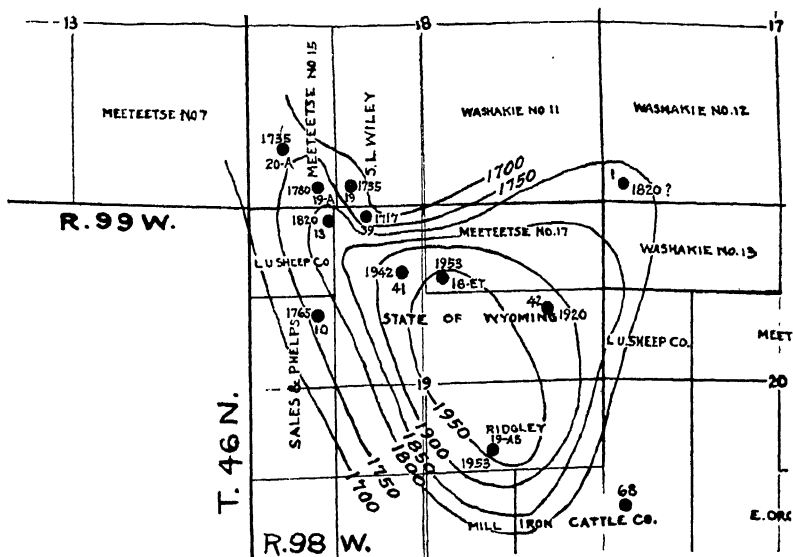 13
18
17
MEETEETSE NO 7
MEETEETSE NO 15
S.L. WILEY
WASHAKIE NO.11
WASHAKIE NO.12
1735
20-A
1780
19-A
1735
19
1700
1750
1
1820 ?
R.99 W.
1820
13
1717
39
MEETEETSE NO.17
WASHAKIE NO.13
L U SHEEP CO
1942
41
1953
18-ET
42
1920
1765
10
STATE OF WYOMING
L U. SHEEP CO.
MEET
SALES & PHELPS
19
20
T. 46 N.
1950
1900
1850
1800
1750
1700
RIDGLEY
19-AB
1953
68
MILL IRON CATTLE CO.
E.ORC
R.98 W.